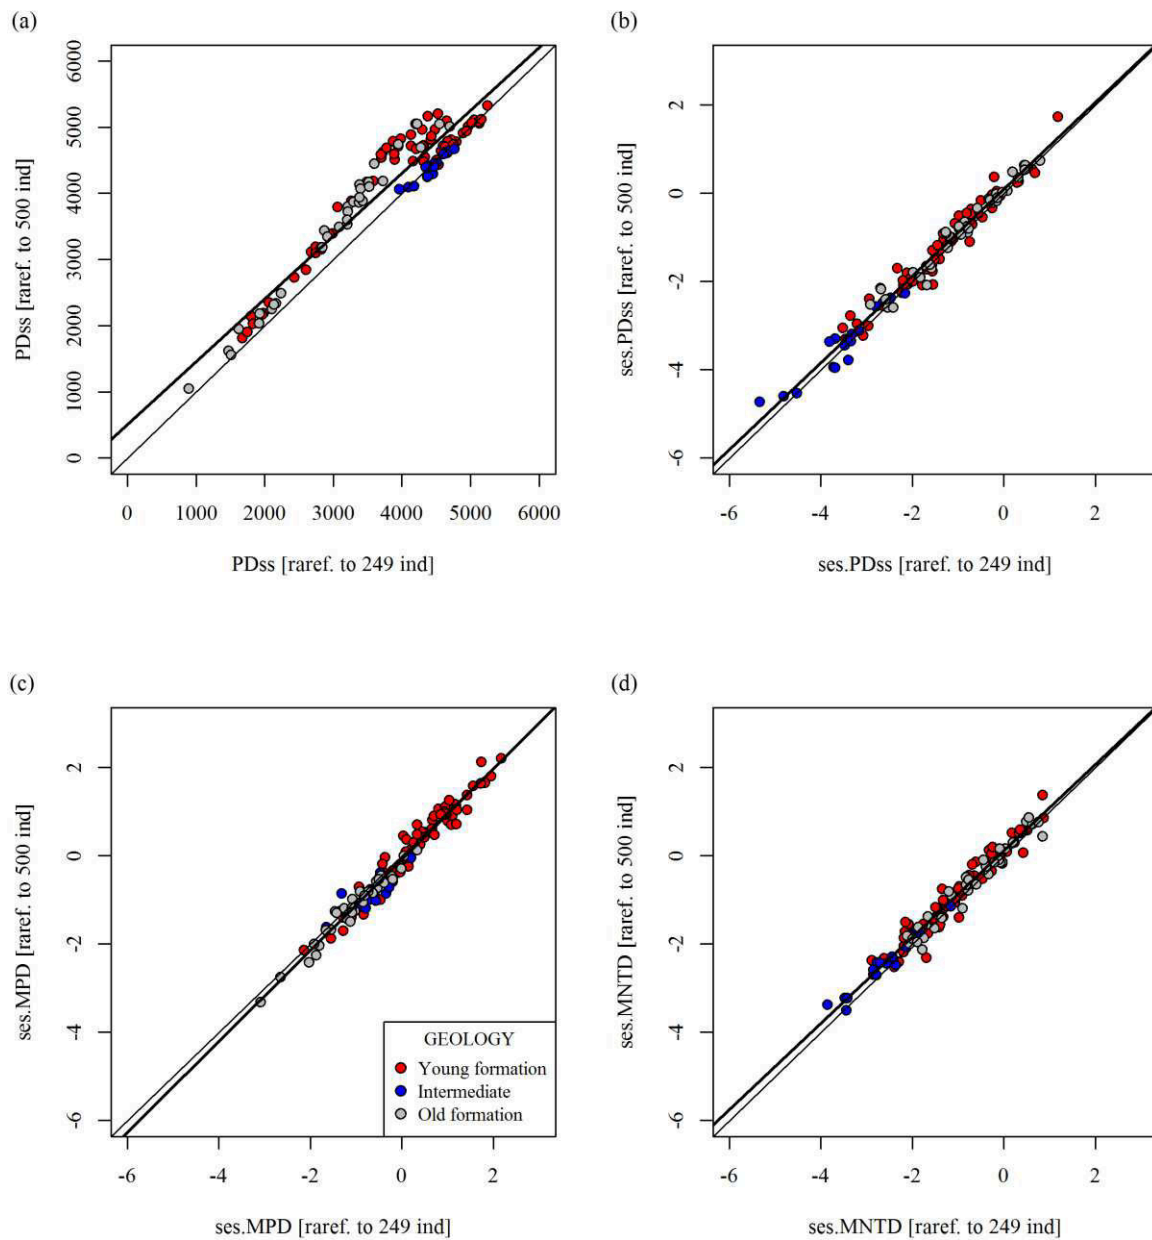 (a)
PDss [raref. to 500 ind]
6000
5000
4000
3000
2000
1000
0
0 1000 2000 3000 4000 5000 6000
PDss [raref. to 249 ind]
(b)
ses.PDss [raref. to 500 ind]
2
0
-2
-4
-6
-6 -4 -2 0 2
ses.PDss [raref. to 249 ind]
(c)
ses.MPD [raref. to 500 ind]
2
0
-2
-4
-6
GEOLOGY
Young formation
Intermediate
Old formation
-6 -4 -2 0 2
ses.MPD [raref. to 249 ind]
(d)
ses.MNTD [raref. to 500 ind]
2
0
-2
-4
-6
-6 -4 -2 0 2
ses.MNTD [raref. to 249 ind]